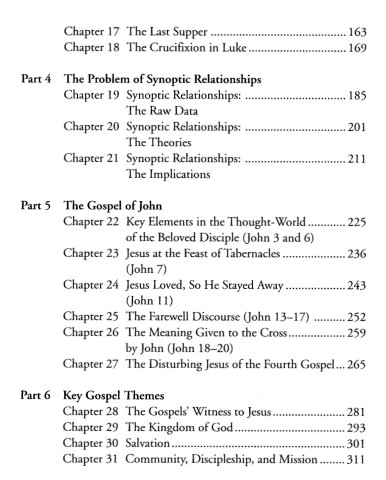 Chapter 17 The Last Supper ................................ 163
Chapter 18 The Crucifixion in Luke ........................ 169
Part 4 The Problem of Synoptic Relationships
Chapter 19 Synoptic Relationships: ................................ 185
The Raw Data
Chapter 20 Synoptic Relationships: ................................ 201
The Theories
Chapter 21 Synoptic Relationships: ................................ 211
The Implications
Part 5 The Gospel of John
Chapter 22 Key Elements in the Thought-World ............ 225
of the Beloved Disciple (John 3 and 6)
Chapter 23 Jesus at the Feast of Tabernacles ................... 236
(John 7)
Chapter 24 Jesus Loved, So He Stayed Away ................... 243
(John 11)
Chapter 25 The Farewell Discourse (John 13–17) .......... 252
Chapter 26 The Meaning Given to the Cross ................. 259
by John (John 18–20)
Chapter 27 The Disturbing Jesus of the Fourth Gospel ... 265
Part 6 Key Gospel Themes
Chapter 28 The Gospels' Witness to Jesus ...................... 281
Chapter 29 The Kingdom of God ................................ 293
Chapter 30 Salvation ................................................ 301
Chapter 31 Community, Discipleship, and Mission ........ 311